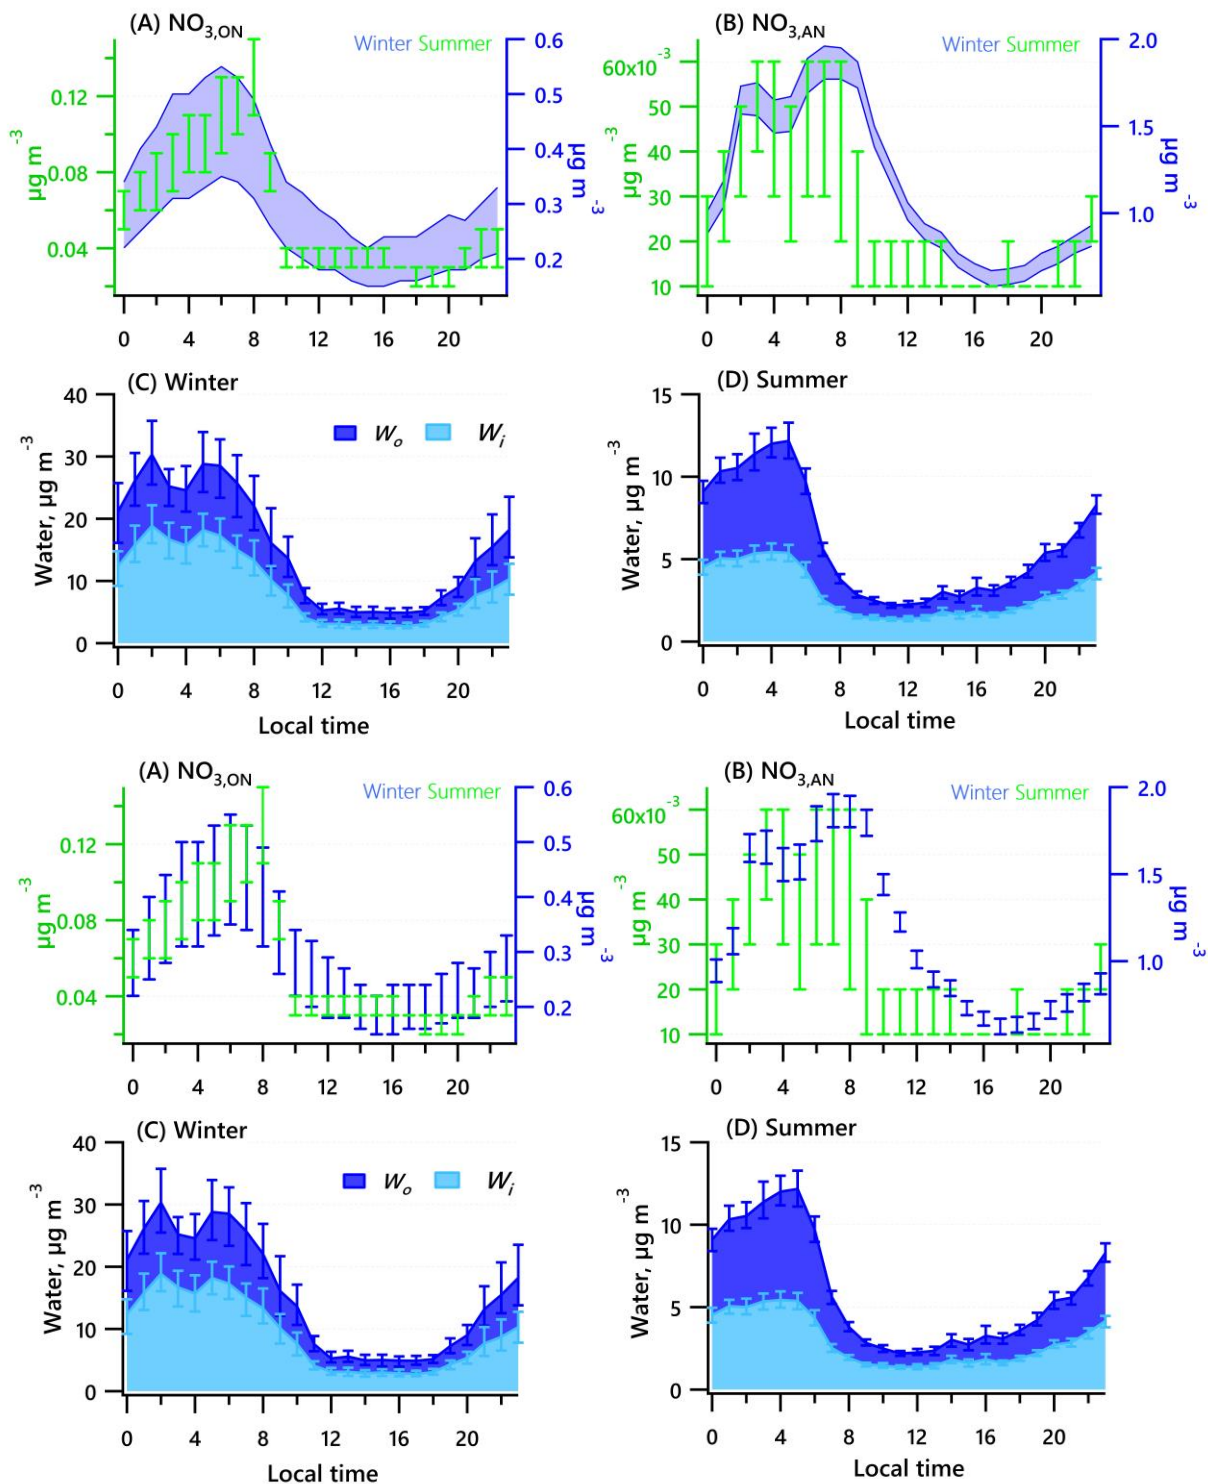 (A) NO3,ON
Winter Summer
0.12
0.08
0.04
µg m-3
0.6
0.5
0.4
0.3
0.2
µg m-3
0 4 8 12 16 20
(B) NO3,AN
Winter Summer
60x10-3
50
40
30
20
10
µg m-3
2.0
1.5
1.0
µg m-3
0 4 8 12 16 20
(C) Winter
Wo Wi
40
30
20
10
0
Water, µg m-3
0 4 8 12 16 20
Local time
(D) Summer
15
10
5
0
Water, µg m-3
0 4 8 12 16 20
Local time
(A) NO3,ON
Winter Summer
0.12
0.08
0.04
µg m-3
0.6
0.5
0.4
0.3
0.2
µg m-3
0 4 8 12 16 20
(B) NO3,AN
Winter Summer
60x10-3
50
40
30
20
10
µg m-3
2.0
1.5
1.0
µg m-3
0 4 8 12 16 20
(C) Winter
Wo Wi
40
30
20
10
0
Water, µg m-3
0 4 8 12 16 20
Local time
(D) Summer
15
10
5
0
Water, µg m-3
0 4 8 12 16 20
Local time